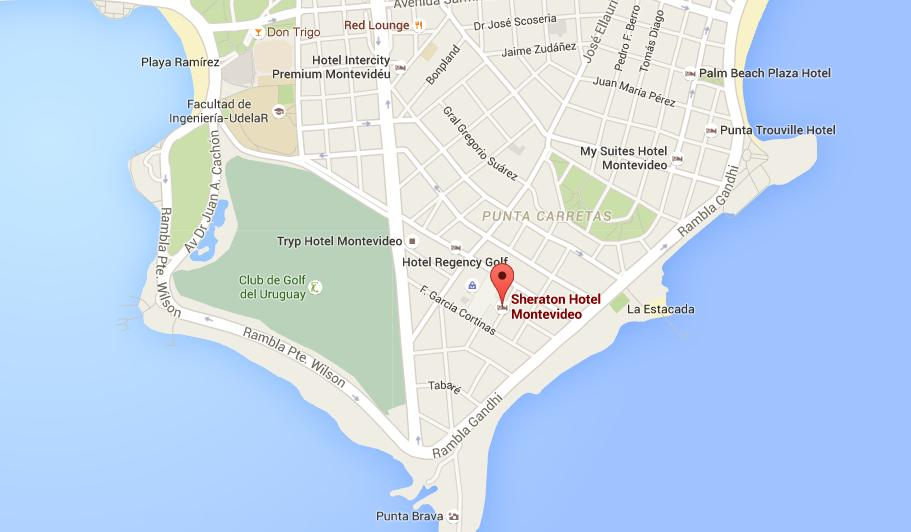 Avenida Sarm
Red Lounge
Dr José Scosería
Don Trigo
Jaime Zudáñez
José Ellauri
Pedro F. Berro
Tomás Diago
Playa Ramírez
Hotel Intercity
Premium Montevidéu
Bonpland
Palm Beach Plaza Hotel
Juan María Pérez
Facultad de
Ingeniería-UdelaR
Gral Gregorio Suárez
Punta Trouville Hotel
My Suites Hotel
Montevideo
Av Dr Juan A. Cachón
Rambla Gandhi
PUNTA CARRETAS
Rambla Pte. Wilson
Tryp Hotel Montevideo
Hotel Regency Golf
Club de Golf
del Uruguay
F. García Cortinas
Sheraton Hotel
Montevideo
La Estacada
Rambla Pte. Wilson
Tabaré
Rambla Gandhi
Punta Brava